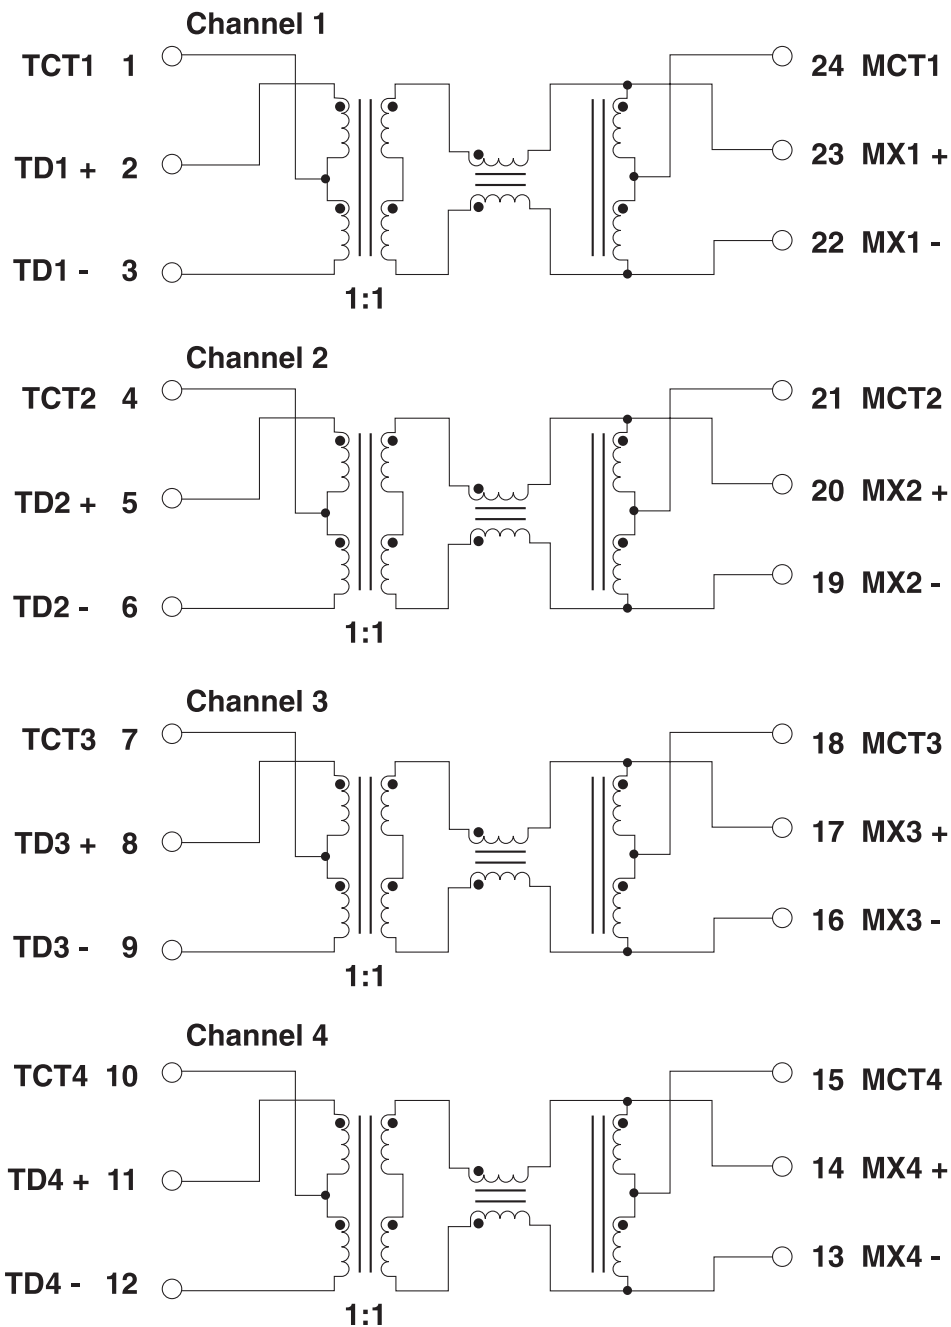 Channel 1
TCT1 1
24 MCT1
TD1 + 2
23 MX1 +
22 MX1 -
TD1 - 3
1:1
Channel 2
TCT2 4
21 MCT2
TD2 + 5
20 MX2 +
19 MX2 -
TD2 - 6
1:1
Channel 3
TCT3 7
18 MCT3
TD3 + 8
17 MX3 +
16 MX3 -
TD3 - 9
1:1
Channel 4
TCT4 10
15 MCT4
TD4 + 11
14 MX4 +
13 MX4 -
TD4 - 12
1:1